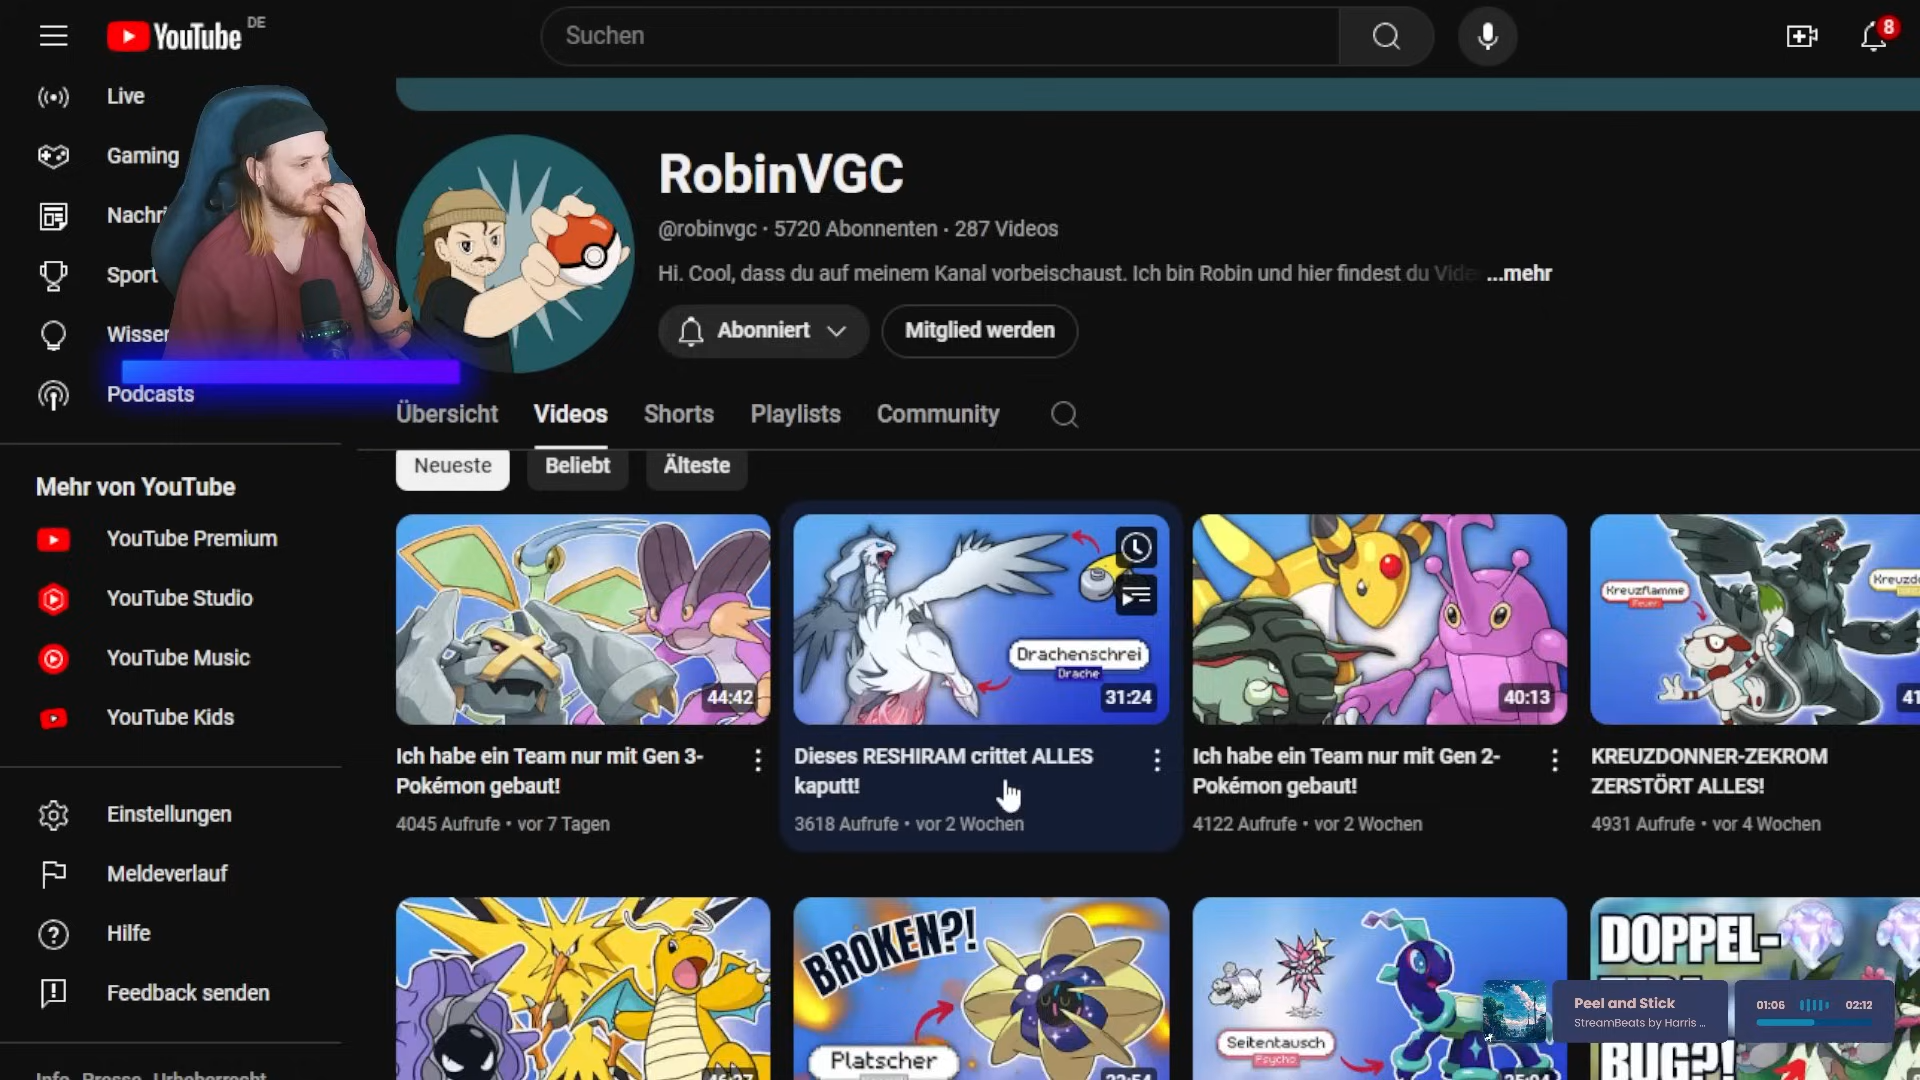 YouTube DE
Suchen
8
Live
Gaming
Sport
Podcasts
Mehr von YouTube
YouTube Premium
YouTube Studio
YouTube Music
YouTube Kids
Einstellungen
Meldeverlauf
Hilfe
Feedback senden
RobinVGC
@robinvgc · 5720 Abonnenten · 287 Videos
Hi. Cool, dass du auf meinem Kanal vorbeischaust. Ich bin Robin und hier findest du ...mehr
Abonniert
Mitglied werden
Übersicht Videos Shorts Playlists Community
Neueste Beliebt Älteste
44:42
Ich habe ein Team nur mit Gen 3-
Pokémon gebaut!
4045 Aufrufe · vor 7 Tagen
Drachenschrei
Drache
31:24
Dieses RESHIRAM crittet ALLES
kaputt!
3618 Aufrufe · vor 2 Wochen
40:13
Ich habe ein Team nur mit Gen 2-
Pokémon gebaut!
4122 Aufrufe · vor 2 Wochen
Kreuzflamme
Feuer
KREUZDONNER-ZEKROM
ZERSTÖRT ALLES!
4931 Aufrufe · vor 4 Wochen
BROKEN?!
Platscher
Seitentausch
Psycho
DOPPEL-
BUG?!
Peel and Stick
StreamBeats by Harris ...
01:06 02:12